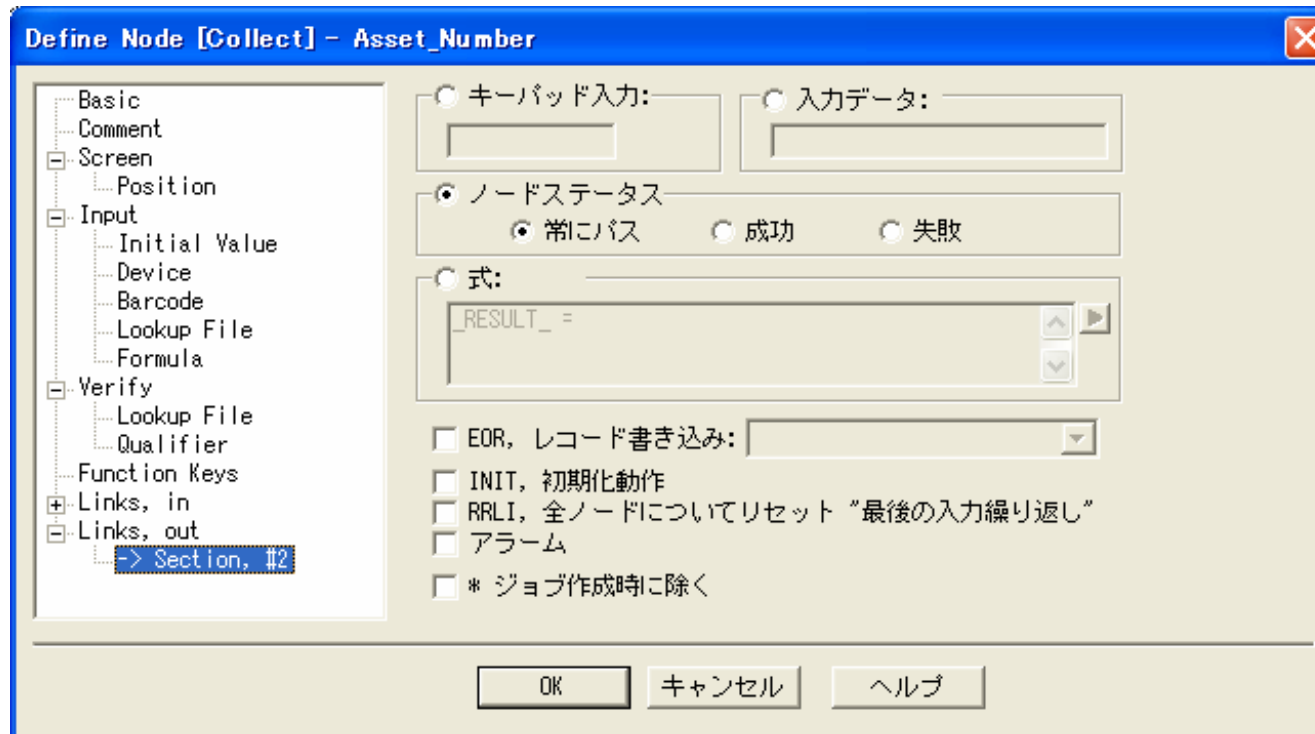 Define Node [Collect] - Asset_Number
Basic
Comment
Screen
Position
Input
Initial Value
Device
Barcode
Lookup File
Formula
Verify
Lookup File
Qualifier
Function Keys
Links, in
Links, out
-> Section, #2
キーパッド入力: 入力データ:
ノードステータス
常にパス 成功 失敗
式:
_RESULT_ =
EOR, レコード書き込み:
INIT, 初期化動作
RRLI, 全ノードについてリセット "最後の入力繰り返し"
アラーム
* ジョブ作成時に除く
OK キャンセル ヘルプ